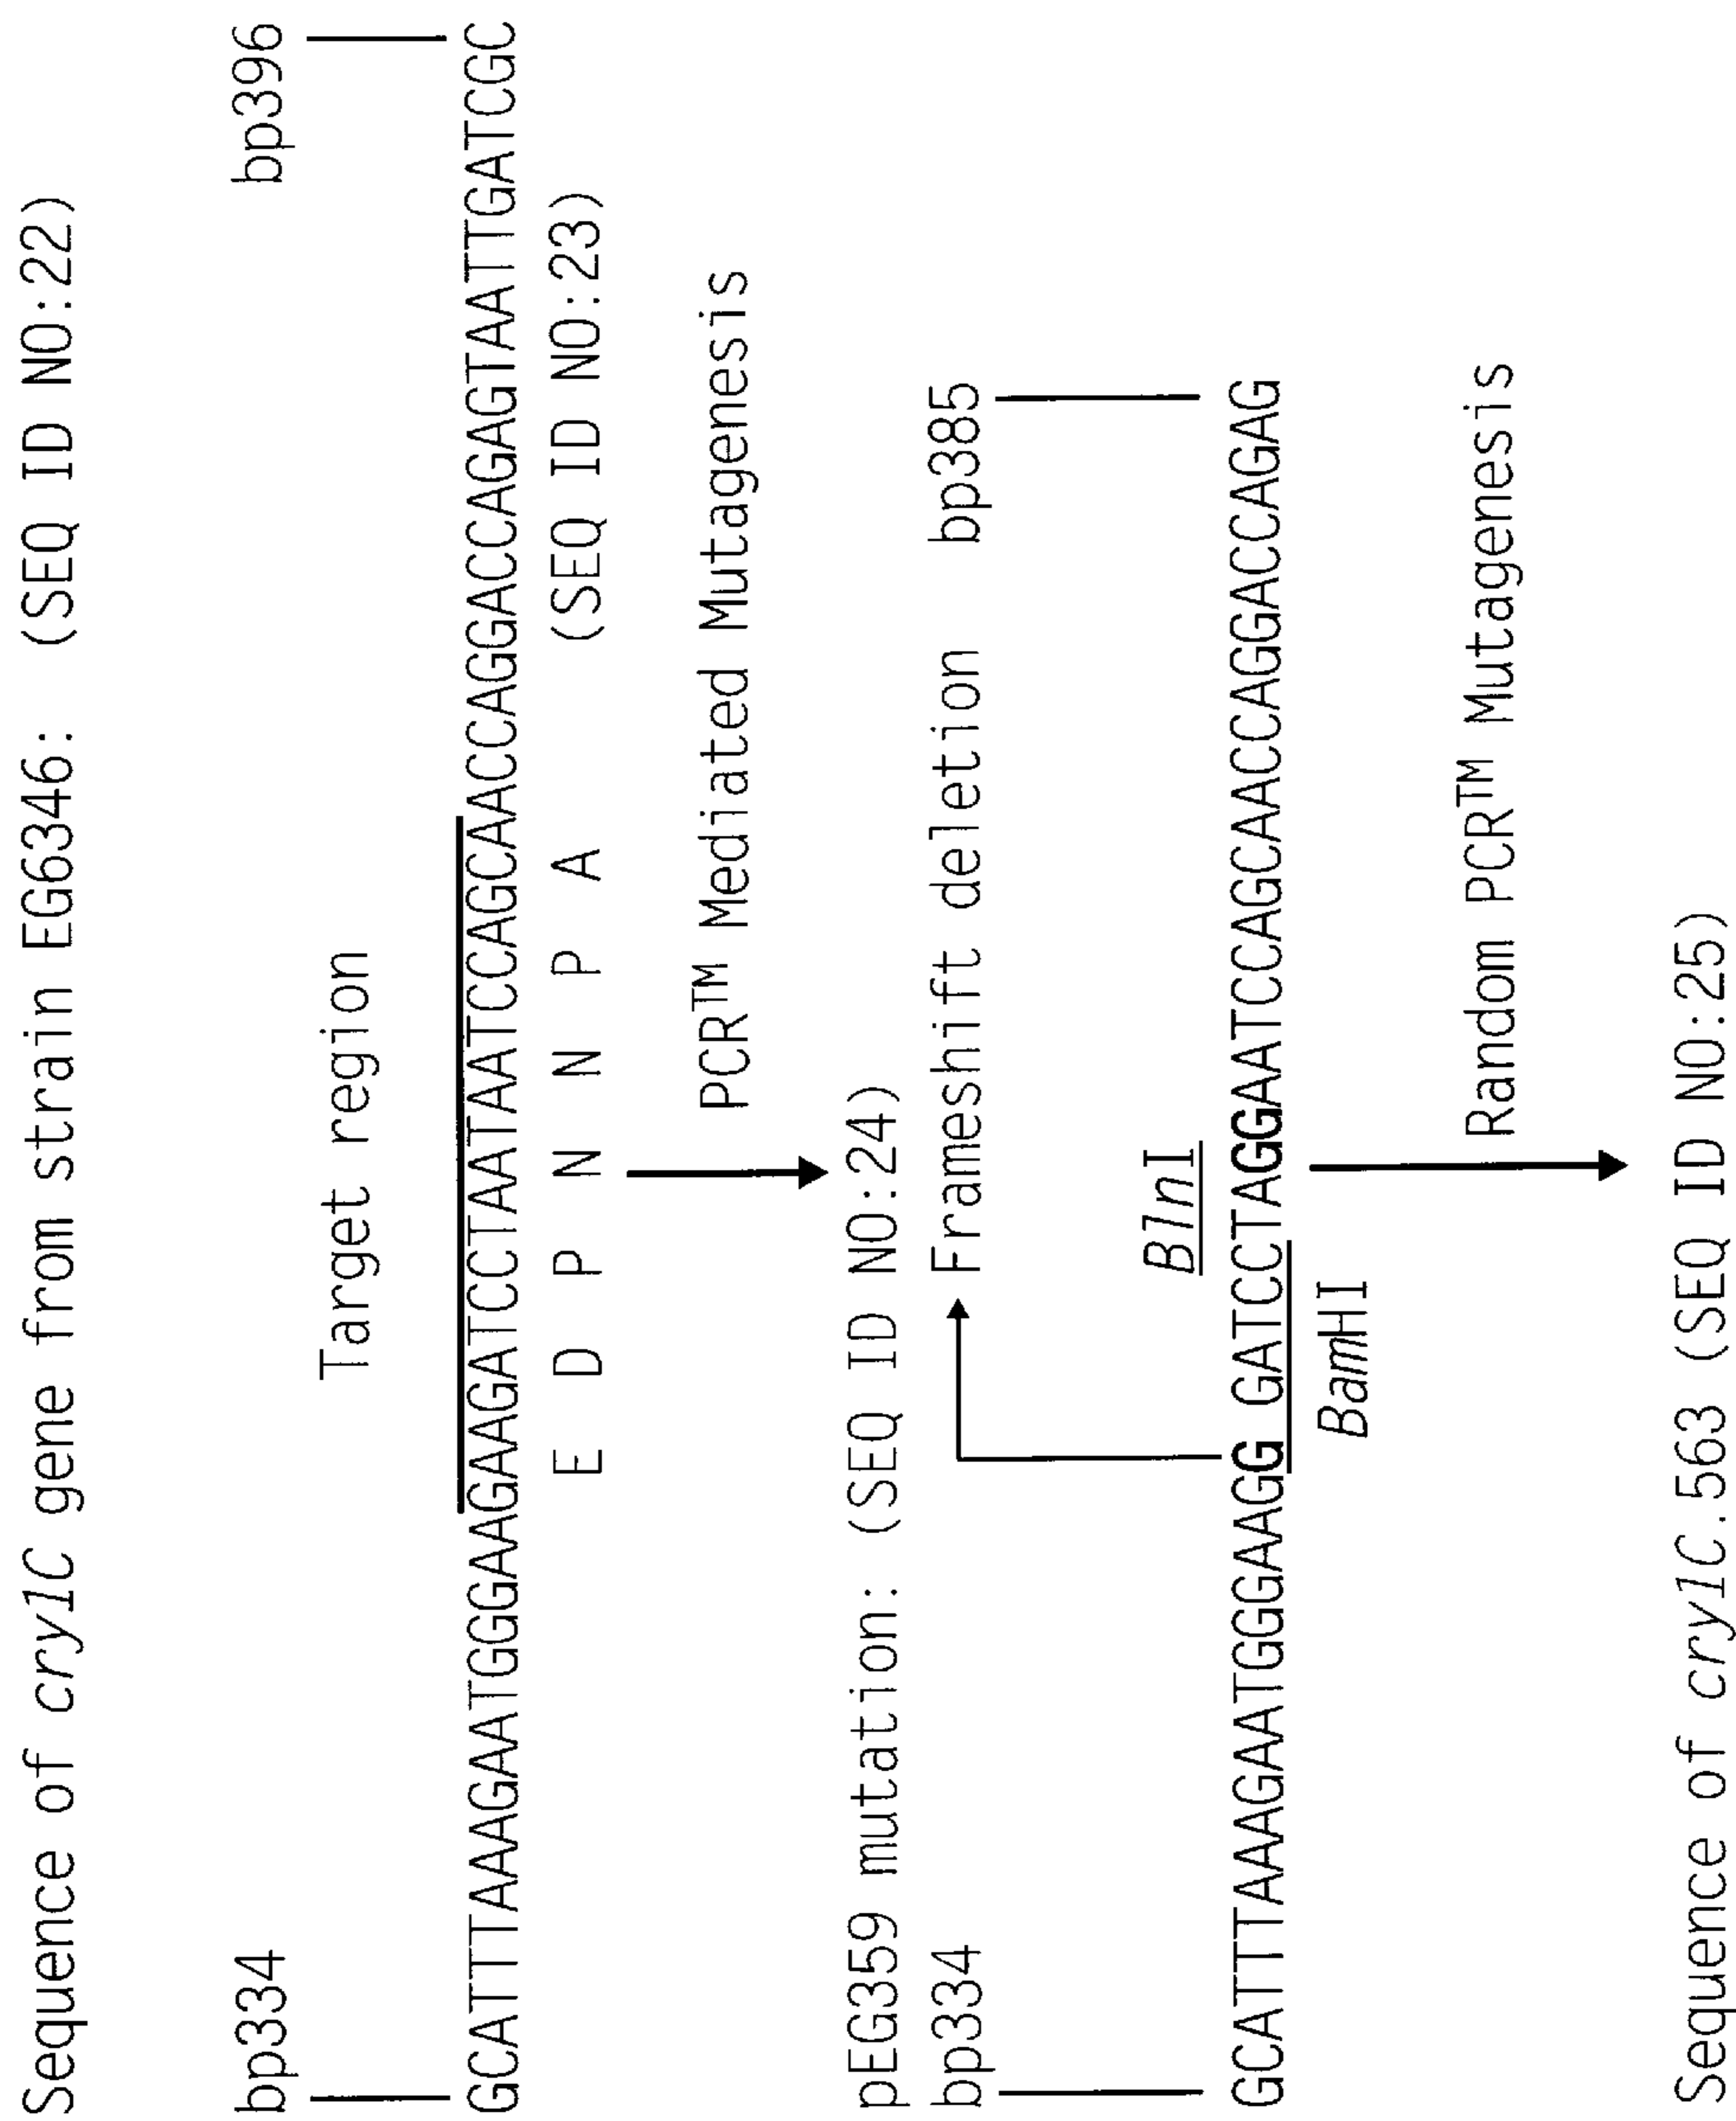 Sequence of cry1C gene from strain EG6346: (SEQ ID NO:22)
bp334 bp396
Target region
GCATTTAAAGAATGGGAAGAAGATCCTAATAATCCAGCAACCAGGACCAGAGTAATTGATCGC
E D P N N P A (SEQ ID NO:23)
PCR™ Mediated Mutagenesis
pEG359 mutation: (SEQ ID NO:24)
bp334 Frameshift deletion bp385
BlnI
GCATTTAAAGAATGGGAAGG GATCCTAGGAATCCAGCAACCAGGACCAGAG
BamHI
Random PCR™ Mutagenesis
Sequence of cry1C.563 (SEQ ID NO:25)